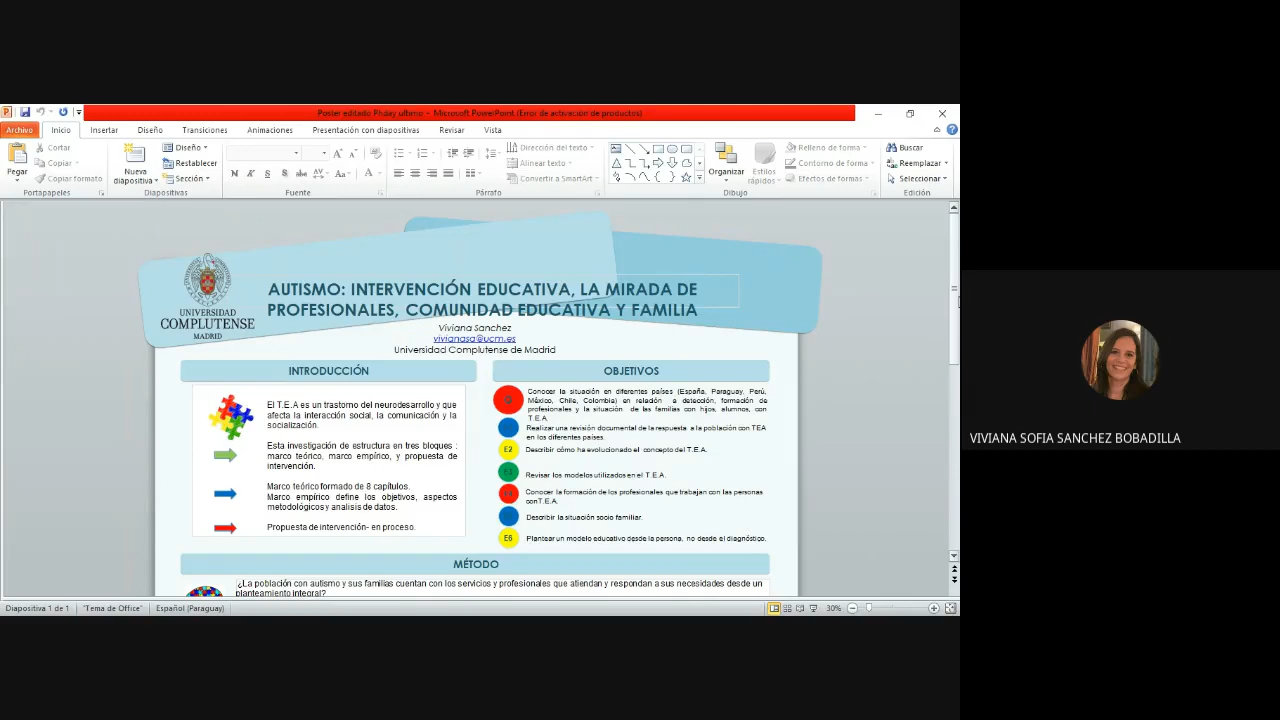 Poster editado Phday ultimo - Microsoft PowerPoint (Error de activación de productos)
Archivo Inicio Insertar Diseño Transiciones Animaciones Presentación con diapositivas Revisar Vista
Pegar
Cortar
Copiar
Copiar formato
Portapapeles
Nueva diapositiva
Diseño
Restablecer
Sección
Diapositivas
N K S S abc AV Aa A
Fuente
Dirección del texto
Alinear texto
Convertir a SmartArt
Párrafo
Organizar
Estilos rápidos
Relleno de forma
Contorno de forma
Efectos de formas
Dibujo
Buscar
Reemplazar
Seleccionar
Edición
UNIVERSIDAD
COMPLUTENSE
MADRID
AUTISMO: INTERVENCIÓN EDUCATIVA, LA MIRADA DE
PROFESIONALES, COMUNIDAD EDUCATIVA Y FAMILIA
Viviana Sanchez
vivianasa@ucm.es
Universidad Complutense de Madrid
INTRODUCCIÓN
El T.E.A es un trastorno del neurodesarrollo y que
afecta la interacción social, la comunicación y la
socialización.
Esta investigación de estructura en tres bloques :
marco teórico, marco empírico, y propuesta de
intervención.
Marco teórico formado de 8 capítulos.
Marco empírico define los objetivos, aspectos
metodológicos y analisis de datos.
Propuesta de intervención- en proceso.
OBJETIVOS
Conocer la situación en diferentes países (España, Paraguay, Perú,
México, Chile, Colombia) en relación a detección, formación de
profesionales y la situación de las familias con hijos, alumnos, con
T.E.A
Realizar una revisión documental de la respuesta a la población con TEA
en los diferentes países
E2 Describir cómo ha evolucionado el concepto del T.E.A.
Revisar los modelos utilizados en el T.E.A.
Conocer la formación de los profesionales que trabajan con las personas
conT.E.A.
Describir la situación socio familiar.
E6 Plantear un modelo educativo desde la persona, no desde el diagnóstico.
MÉTODO
¿La población con autismo y sus familias cuentan con los servicios y profesionales que atiendan y respondan a sus necesidades desde un
planteamiento integral?
Diapositiva 1 de 1 "Tema de Office" Español (Paraguay) 30%
VIVIANA SOFIA SANCHEZ BOBADILLA